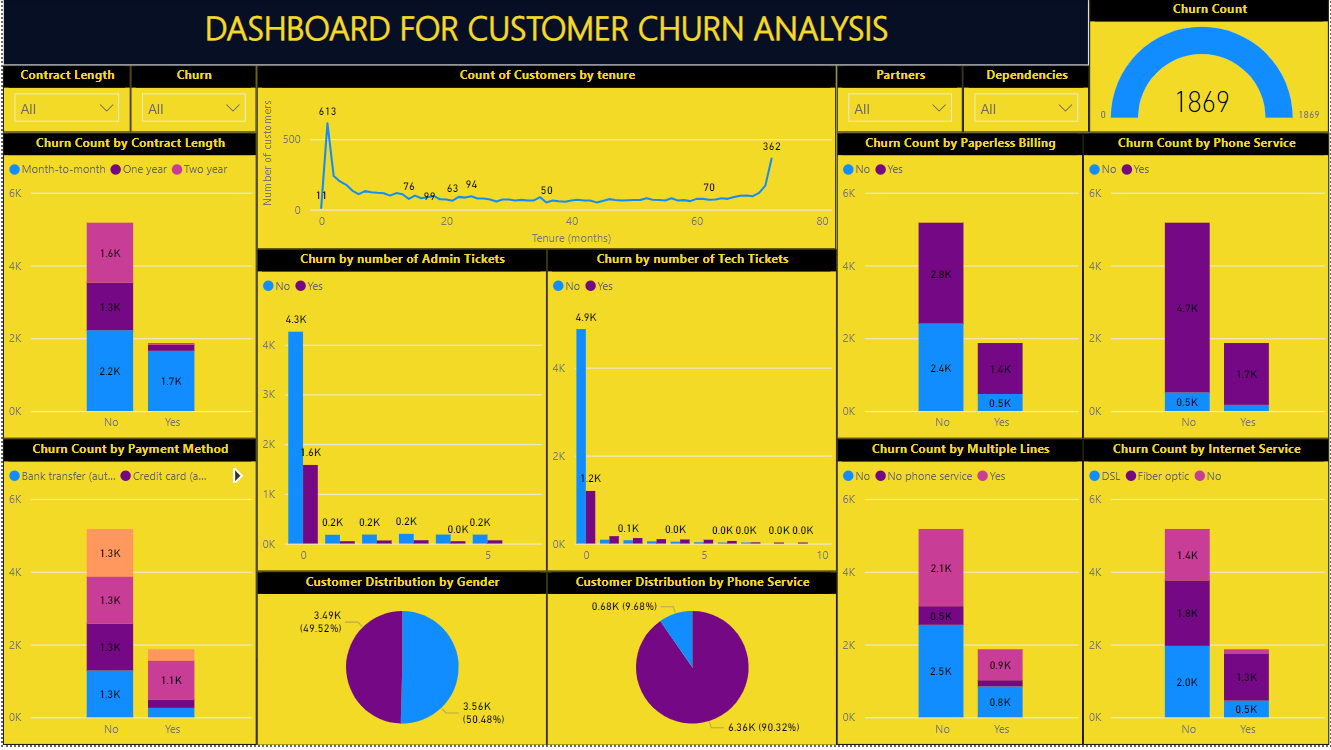 DASHBOARD FOR CUSTOMER CHURN ANALYSIS
Churn Count
1869
0
1869
Contract Length
All
Churn
All
Count of Customers by tenure
Number of customers
500
0
613
11
76
99
63
94
50
70
362
0
20
40
60
80
Tenure (months)
Partners
All
Dependencies
All
Churn Count by Contract Length
Month-to-month One year Two year
6K
4K
2K
0K
1.6K
1.3K
2.2K
1.7K
No
Yes
Churn by number of Admin Tickets
No Yes
4K
3K
2K
1K
0K
4.3K
1.6K
0.2K
0.2K
0.2K
0.0K
0.2K
0
5
Churn by number of Tech Tickets
No Yes
4K
2K
0K
4.9K
1.2K
0.1K
0.0K
0.0K
0.0K
0.0K
0.0K
0
5
10
Churn Count by Paperless Billing
No Yes
6K
4K
2K
0K
2.8K
2.4K
1.4K
0.5K
No
Yes
Churn Count by Phone Service
No Yes
6K
4K
2K
0K
4.7K
0.5K
1.7K
No
Yes
Churn Count by Payment Method
Bank transfer (aut... Credit card (a...
6K
4K
2K
0K
1.3K
1.3K
1.3K
1.3K
1.1K
No
Yes
Customer Distribution by Gender
3.49K
(49.52%)
3.56K
(50.48%)
Customer Distribution by Phone Service
0.68K (9.68%)
6.36K (90.32%)
Churn Count by Multiple Lines
No No phone service Yes
6K
4K
2K
0K
2.1K
0.5K
2.5K
0.9K
0.8K
No
Yes
Churn Count by Internet Service
DSL Fiber optic No
6K
4K
2K
0K
1.4K
1.8K
2.0K
1.3K
0.5K
No
Yes